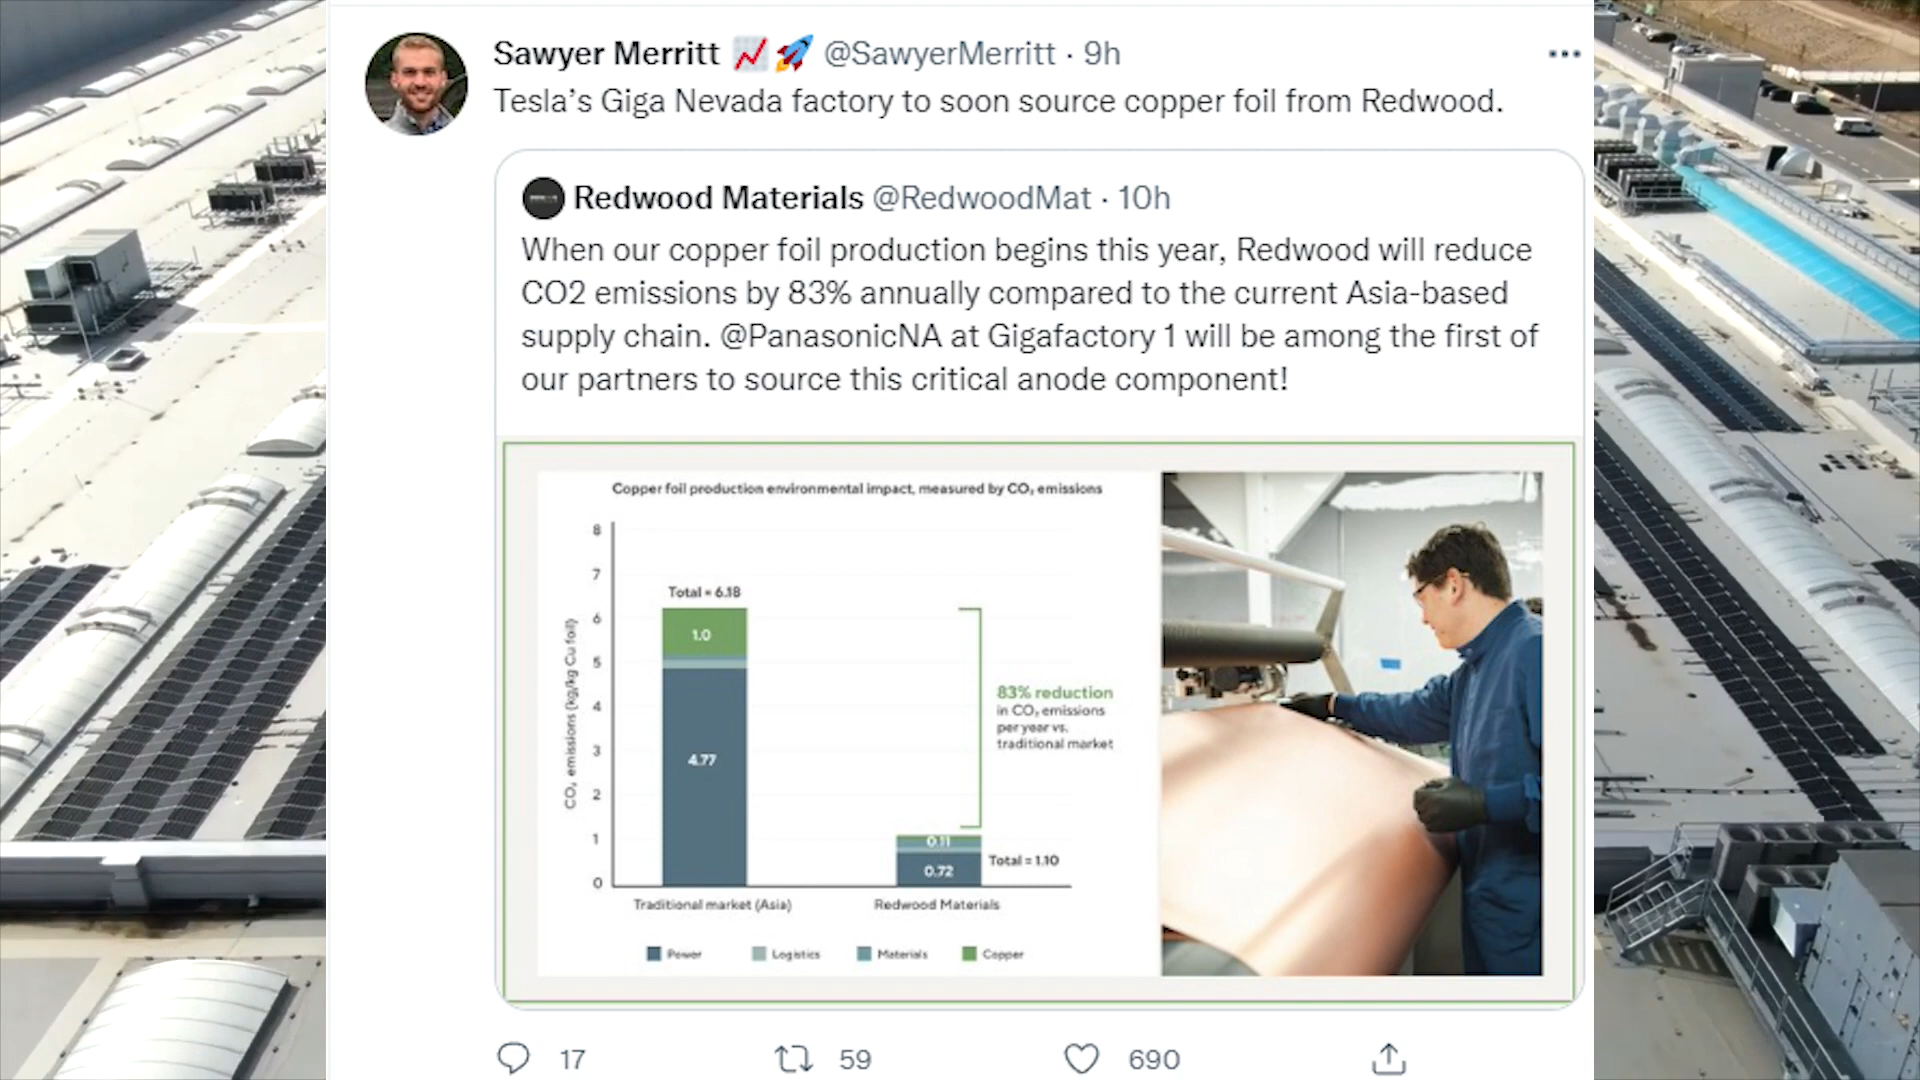 Sawyer Merritt 📈🚀 @SawyerMerritt · 9h
Tesla’s Giga Nevada factory to soon source copper foil from Redwood.
Redwood Materials @RedwoodMat · 10h
When our copper foil production begins this year, Redwood will reduce
CO2 emissions by 83% annually compared to the current Asia-based
supply chain. @PanasonicNA at Gigafactory 1 will be among the first of
our partners to source this critical anode component!
Copper foil production environmental impact, measured by CO₂ emissions
CO₂ emissions (kg/kg Cu foil)
8
7
6
5
4
3
2
1
0
Total = 6.18
1.0
4.77
83% reduction
in CO₂ emissions
per year vs.
traditional market
0.11
0.72
Total = 1.10
Traditional market (Asia)
Redwood Materials
Power
Logistics
Materials
Copper
17
59
690